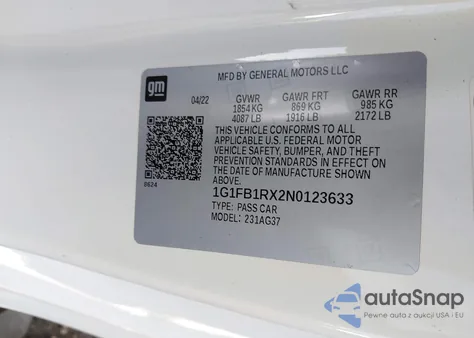 MFD BY GENERAL MOTORS LLC
gm
04/22 GVWR GAWR FRT GAWR RR
1854 KG 869 KG 985 KG
4087 LB 1916 LB 2172 LB
THIS VEHICLE CONFORMS TO ALL
APPLICABLE U.S. FEDERAL MOTOR
VEHICLE SAFETY, BUMPER, AND THEFT
PREVENTION STANDARDS IN EFFECT ON
THE DATE OF MANUFACTURE SHOWN ABOVE.
8624
1G1FB1RX2N0123633
TYPE: PASS CAR
MODEL: 231AG37
autoSnap
Pewne auta z aukcji USA i EU